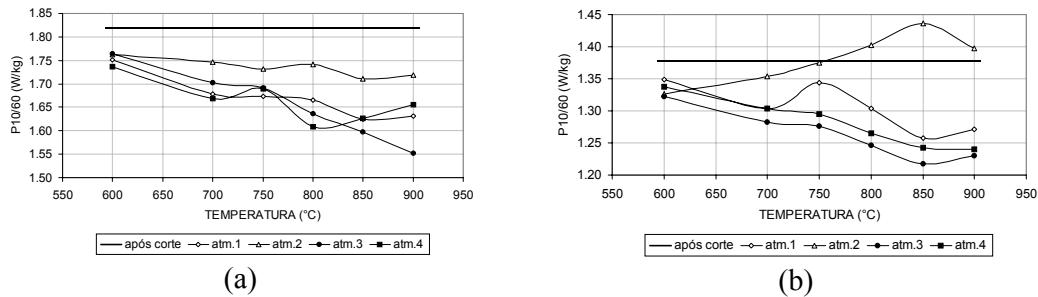 1.85
1.80
1.75
1.70
1.65
1.60
1.55
1.50
P10/60 (W/kg)
550 600 650 700 750 800 850 900 950
TEMPERATURA (°C)
após corte atm.1 atm.2 atm.3 atm.4
(a)
1.45
1.40
1.35
1.30
1.25
1.20
P10/60 (W/kg)
550 600 650 700 750 800 850 900 950
TEMPERATURA (°C)
após corte atm.1 atm.2 atm.3 atm.4
(b)